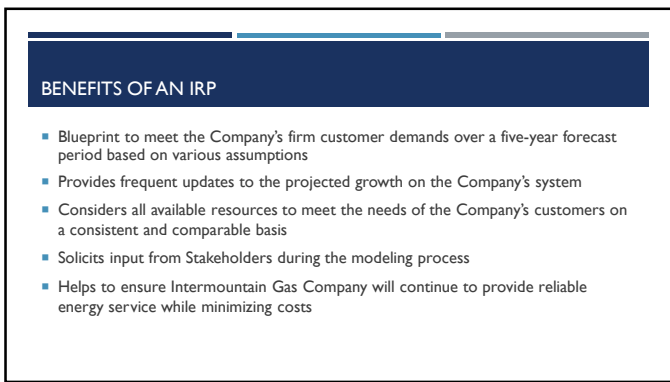 BENEFITS OF AN IRP
▪ Blueprint to meet the Company's firm customer demands over a five-year forecast
period based on various assumptions
▪ Provides frequent updates to the projected growth on the Company's system
▪ Considers all available resources to meet the needs of the Company's customers on
a consistent and comparable basis
▪ Solicits input from Stakeholders during the modeling process
▪ Helps to ensure Intermountain Gas Company will continue to provide reliable
energy service while minimizing costs